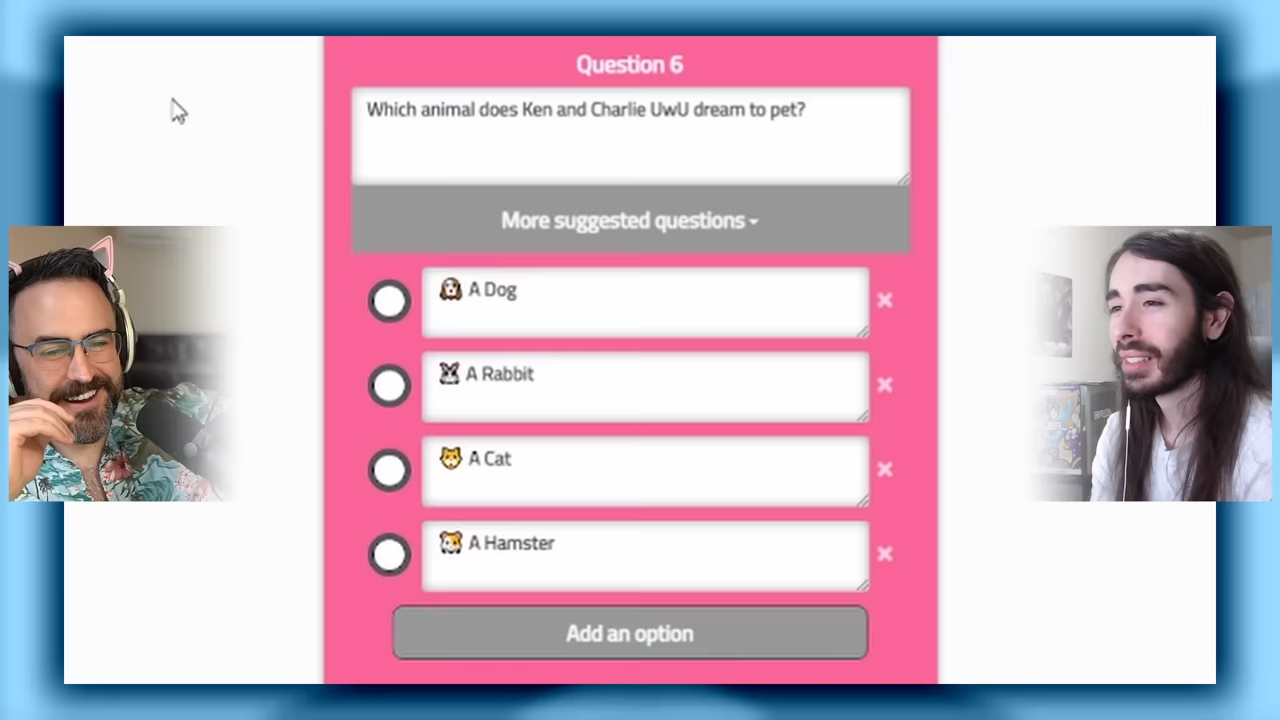 Question 6
Which animal does Ken and Charlie UwU dream to pet?
More suggested questions
A Dog
A Rabbit
A Cat
A Hamster
Add an option